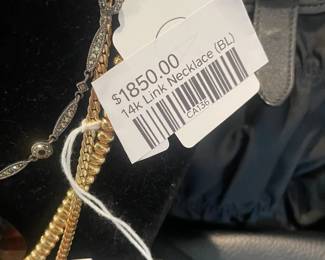 $1850.00
14k Link Necklace (BL)
CA136